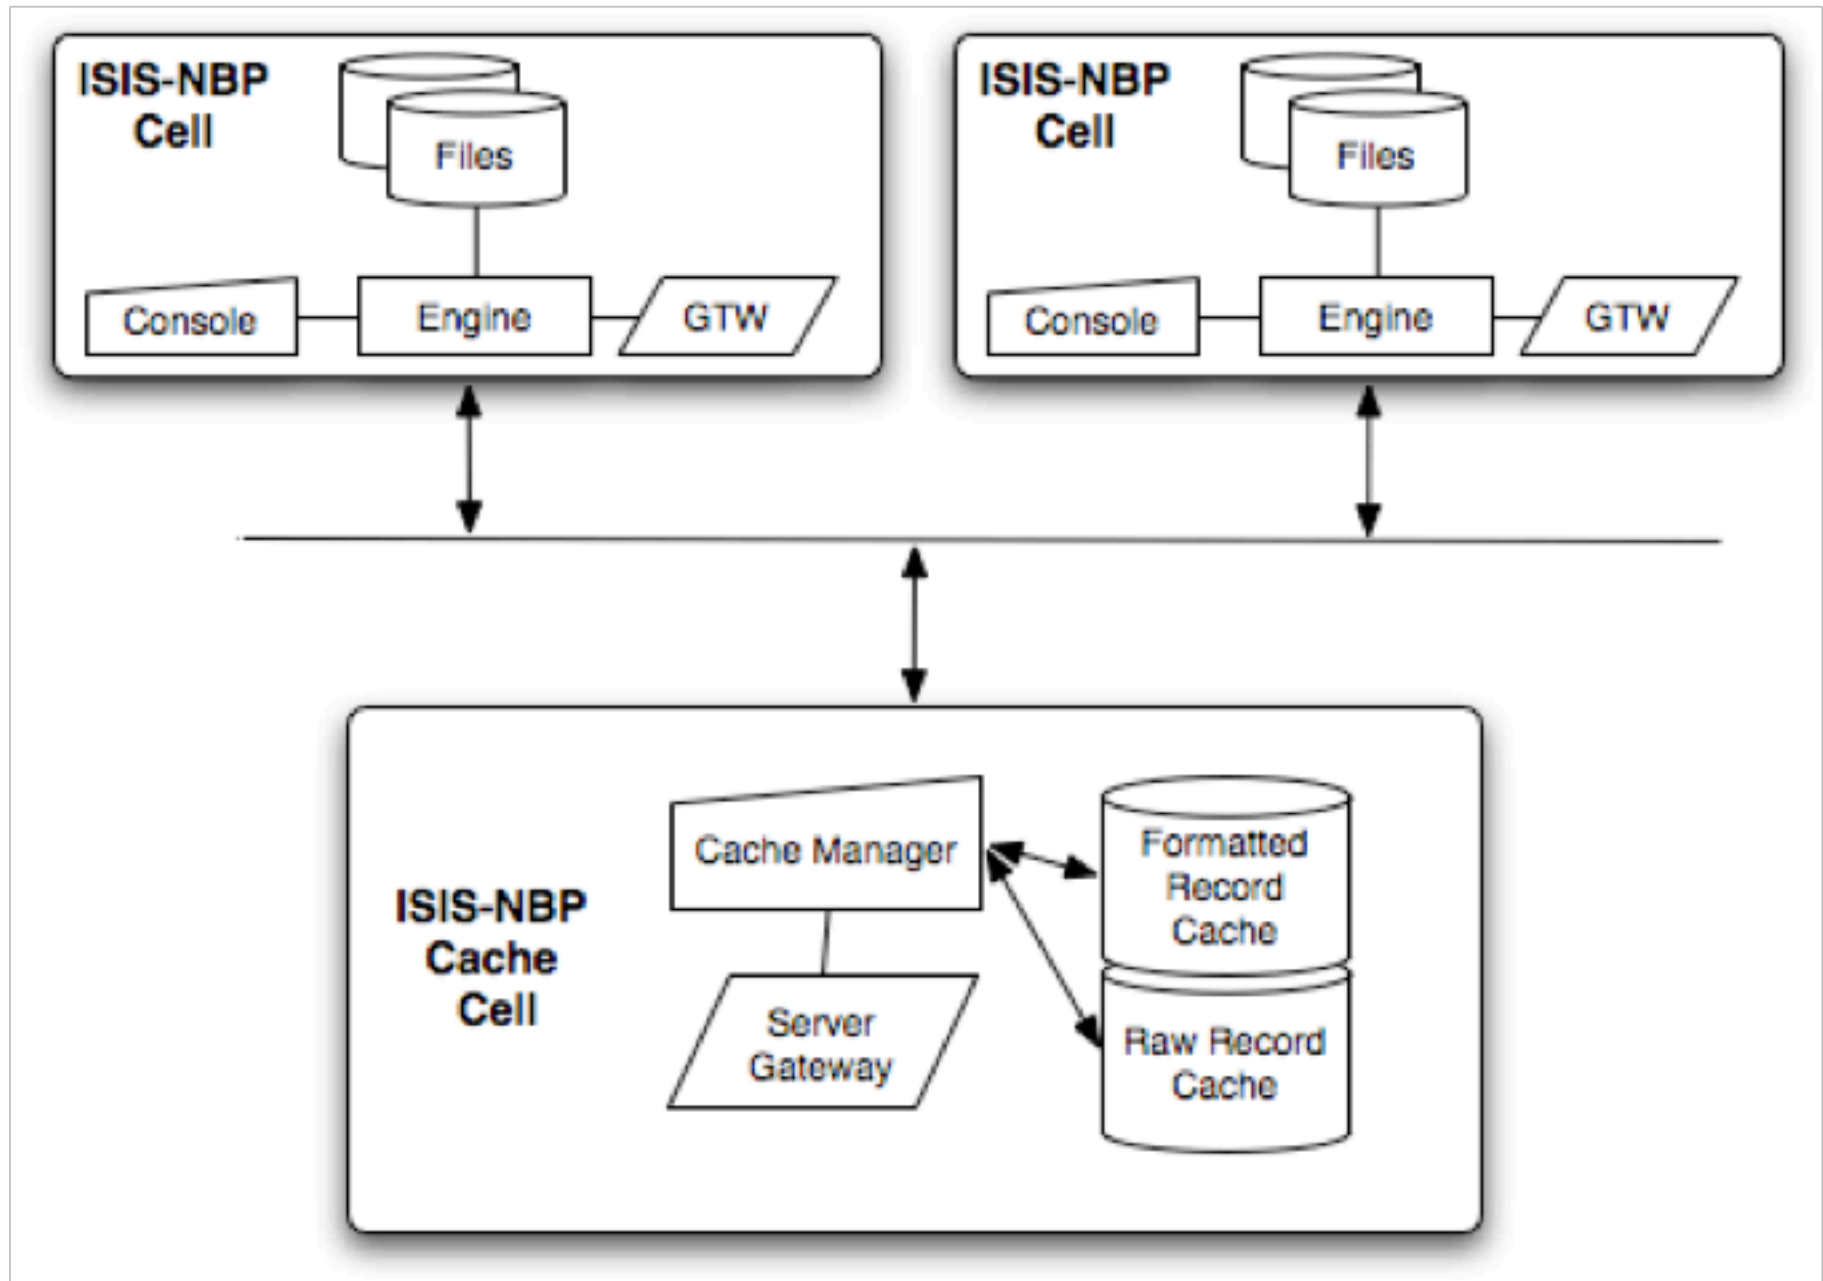 ISIS-NBP
Cell
Files
Console
Engine
GTW
ISIS-NBP
Cell
Files
Console
Engine
GTW
ISIS-NBP
Cache
Cell
Cache Manager
Server
Gateway
Formatted
Record
Cache
Raw Record
Cache